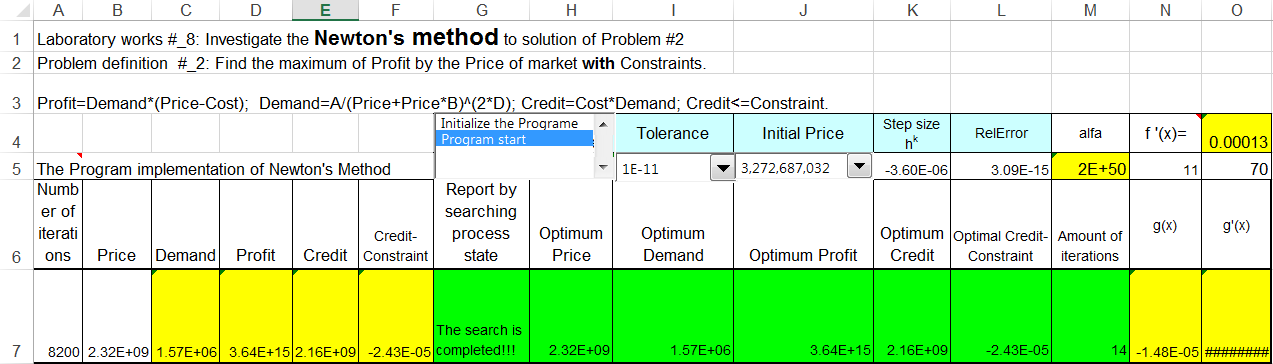 A B C D E F G H I J K L M N O
1 Laboratory works #_8: Investigate the Newton's method to solution of Problem #2
2 Problem definition #_2: Find the maximum of Profit by the Price of market with Constraints.
3 Profit=Demand*(Price-Cost); Demand=A/(Price+Price*B)^(2*D); Credit=Cost*Demand; Credit<=Constraint.
Initialize the Programe
Program start
4 Tolerance Initial Price Step size RelError alfa f '(x)= 0.00013
hk
5 The Program implementation of Newton's Method 1E-11 3,272,687,032 -3.60E-06 3.09E-15 2E+50 11 70
Numb Report by
er of searching
iterati Credit- process Optimum Optimum Optimum Optimal Credit- Amount of g(x) g'(x)
6 ons Price Demand Profit Credit Constraint state Price Demand Optimum Profit Credit Constraint iterations
The search is
7 8200 2.32E+09 1.57E+06 3.64E+15 2.16E+09 -2.43E-05 completed!!! 2.32E+09 1.57E+06 3.64E+15 2.16E+09 -2.43E-05 14 -1.48E-05 ########